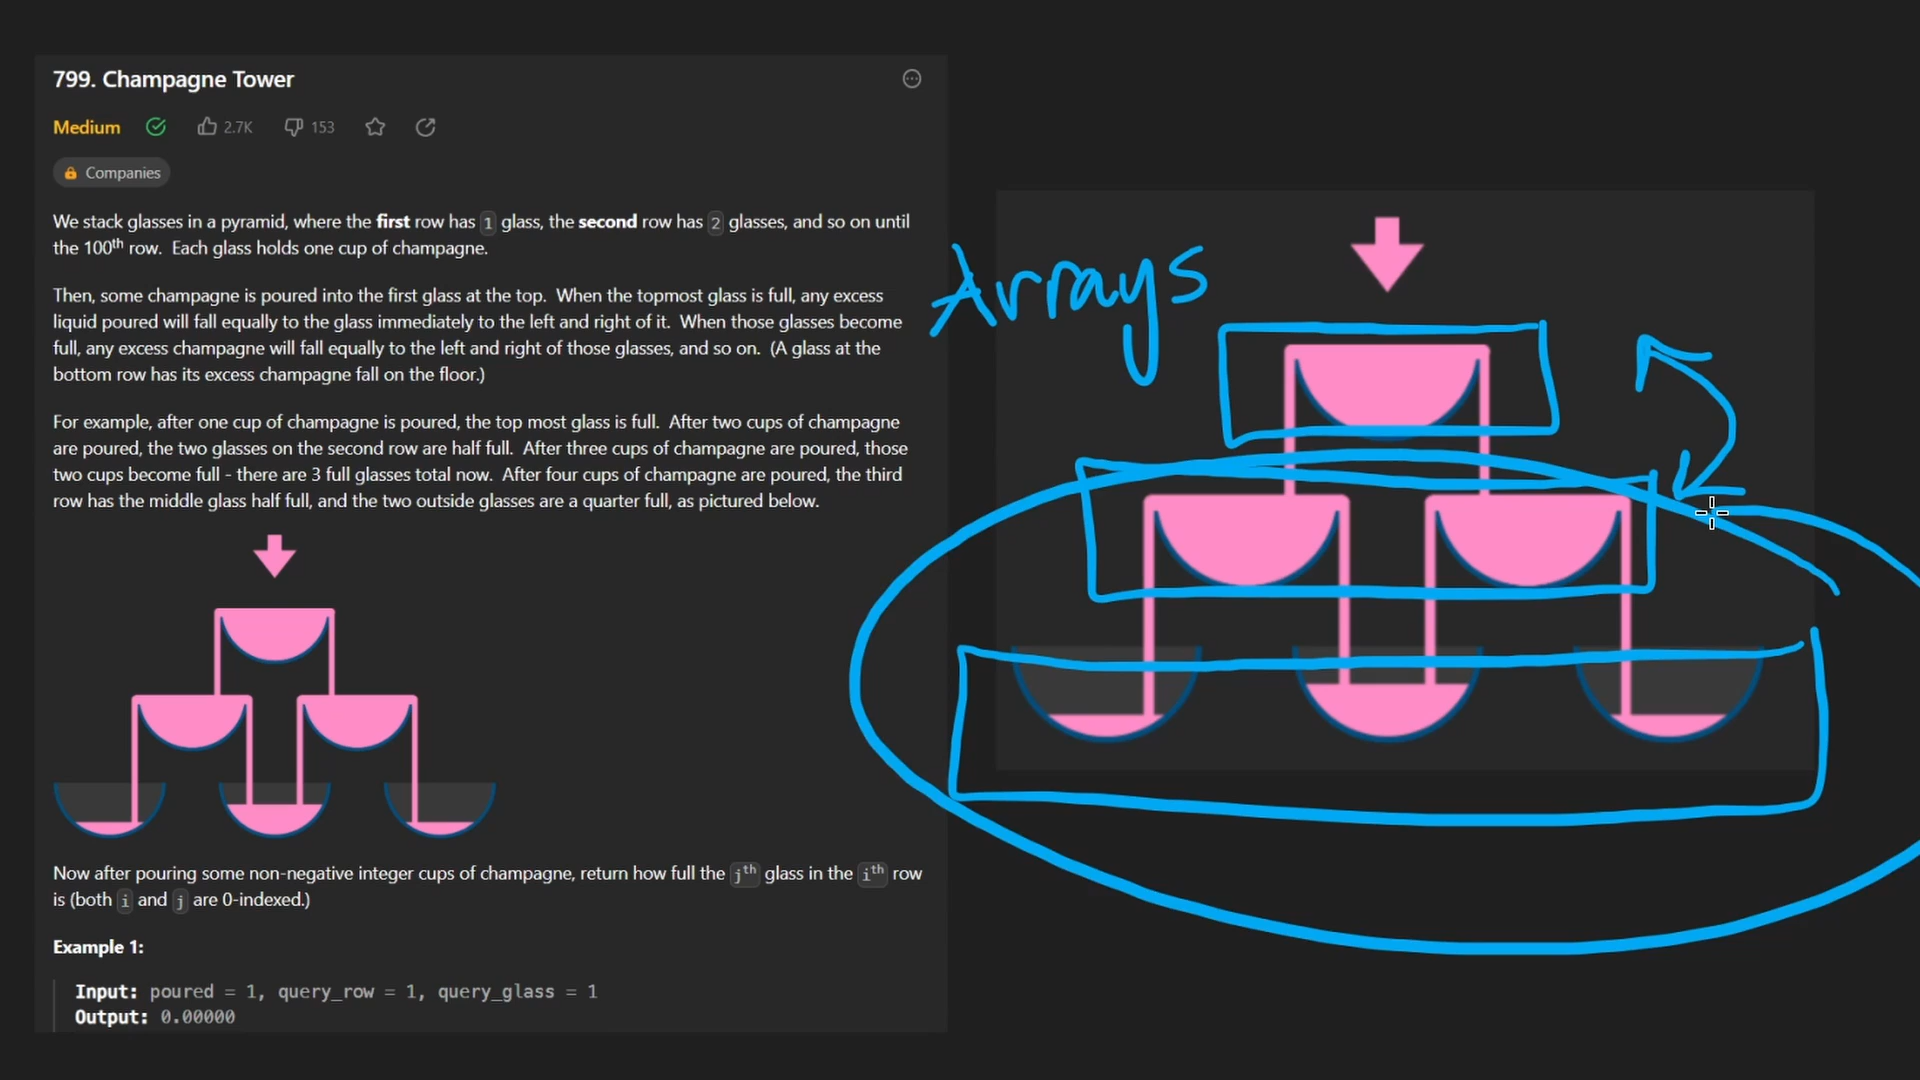 799. Champagne Tower
Medium 2.7K 153
Companies
We stack glasses in a pyramid, where the first row has 1 glass, the second row has 2 glasses, and so on until
the 100th row. Each glass holds one cup of champagne.
Then, some champagne is poured into the first glass at the top. When the topmost glass is full, any excess
liquid poured will fall equally to the glass immediately to the left and right of it. When those glasses become
full, any excess champagne will fall equally to the left and right of those glasses, and so on. (A glass at the
bottom row has its excess champagne fall on the floor.)
For example, after one cup of champagne is poured, the top most glass is full. After two cups of champagne
are poured, the two glasses on the second row are half full. After three cups of champagne are poured, those
two cups become full - there are 3 full glasses total now. After four cups of champagne are poured, the third
row has the middle glass half full, and the two outside glasses are a quarter full, as pictured below.
Now after pouring some non-negative integer cups of champagne, return how full the jth glass in the ith row
is (both i and j are 0-indexed.)
Example 1:
Input: poured = 1, query_row = 1, query_glass = 1
Output: 0.00000
Arrays